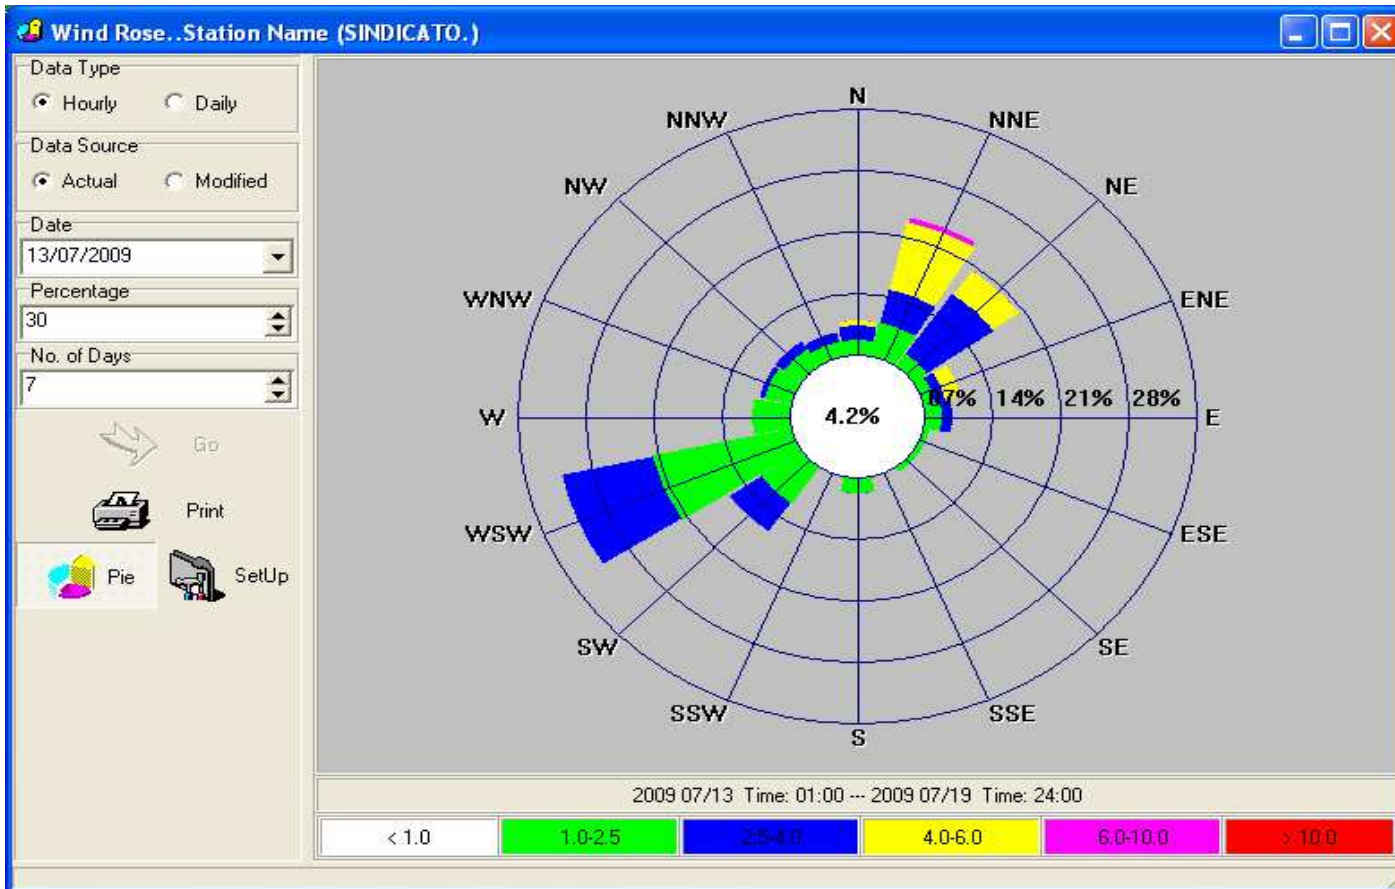 Wind Rose..Station Name (SINDICATO.)
Data Type
Hourly Daily
Data Source
Actual Modified
Date
13/07/2009
Percentage
30
No. of Days
7
Go
Print
Pie SetUp
N
NNW NNE
NW NE
WNW ENE
07% 14% 21% 28%
W 4.2% E
WSW ESE
SW SE
SSW SSE
S
2009 07/13 Time: 01:00 --- 2009 07/19 Time: 24:00
< 1.0 1.0-2.5 2.5-4.0 4.0-6.0 6.0-10.0 > 10.0